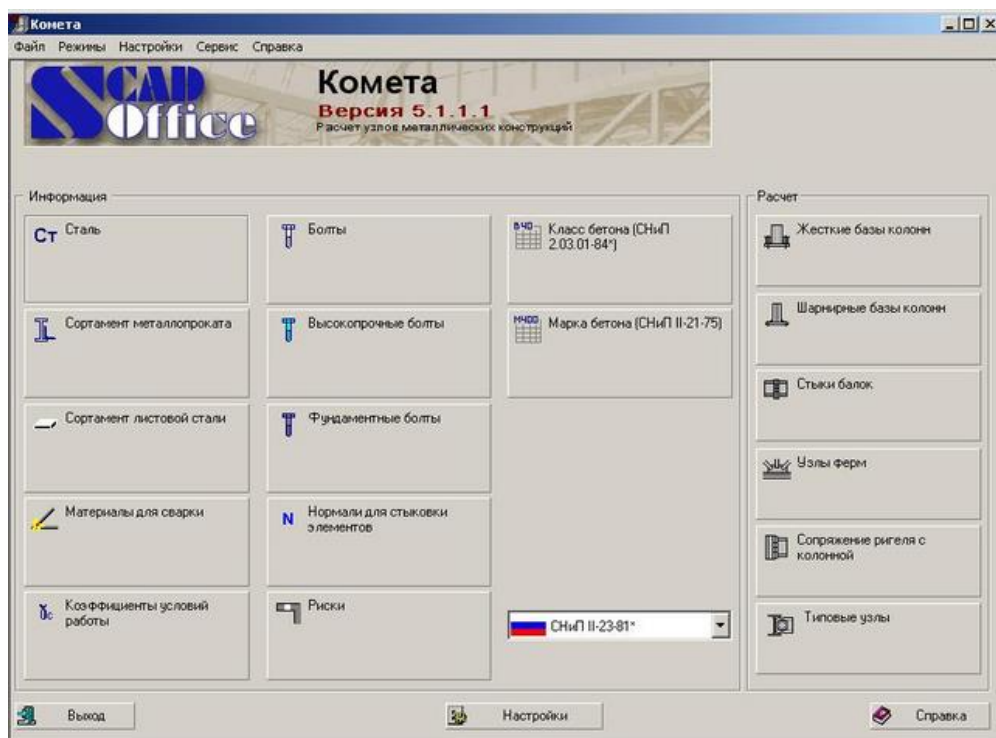 Комета
Файл Режимы Настройки Сервис Справка
SCAD
Office
Комета
Версия 5.1.1.1
Расчет узлов металлических конструкций
Информация
Ст Сталь
Сортамент металлопроката
Сортамент листовой стали
Материалы для сварки
γc Коэффициенты условий
работы
Болты
Высокопрочные болты
Фундаментные болты
N Нормали для стыковки
элементов
Риски
В40 Класс бетона (СНиП
2.03.01-84*)
М400 Марка бетона (СНиП II-21-75)
СНиП II-23-81*
Расчет
Жесткие базы колонн
Шарнирные базы колонн
Стыки балок
Узлы ферм
Сопряжение ригеля с
колонной
Типовые узлы
Выход
Настройки
Справка